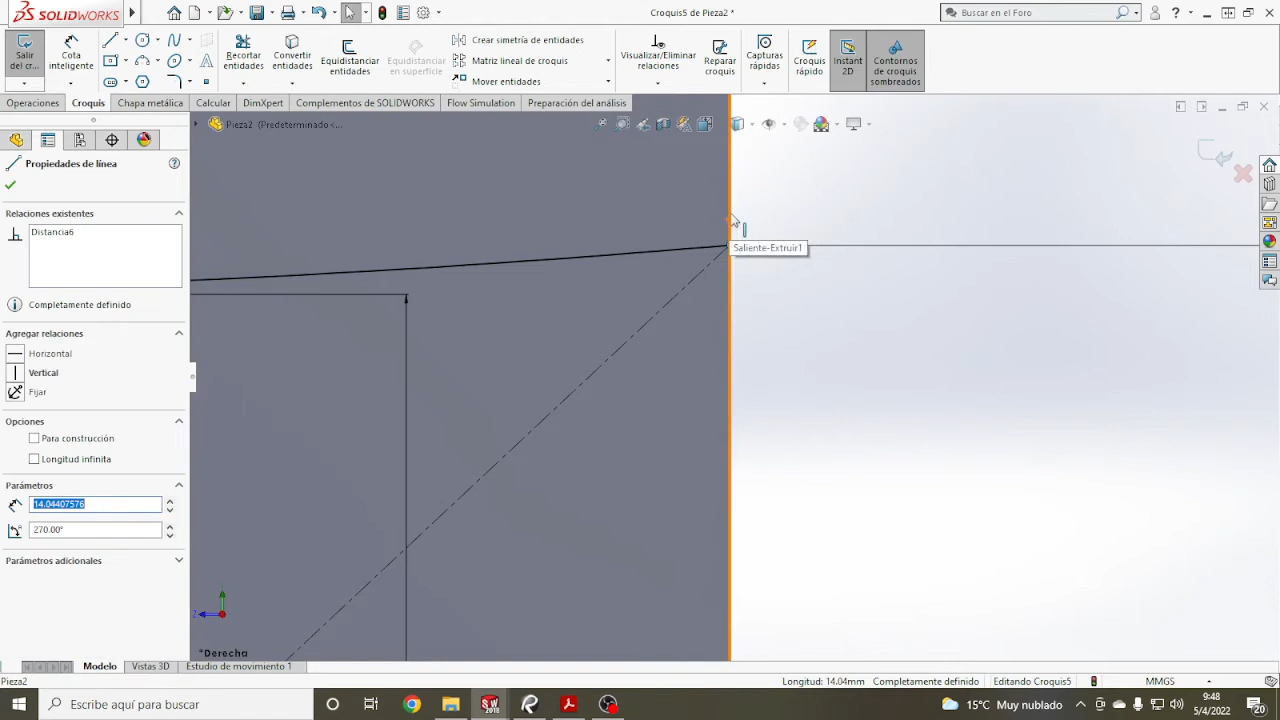 SOLIDWORKS
Croquis5 de Pieza2 *
Buscar en el Foro
Salir del cr...
Cota inteligente
Recortar entidades
Convertir entidades
Equidistanciar entidades
Equidistanciar en superficie
Crear simetría de entidades
Matriz lineal de croquis
Mover entidades
Visualizar/Eliminar relaciones
Reparar croquis
Capturas rápidas
Croquis rápido
Instant 2D
Contornos de croquis sombreados
Operaciones
Croquis
Chapa metálica
Calcular
DimXpert
Complementos de SOLIDWORKS
Flow Simulation
Preparación del análisis
Pieza2 (Predeterminado <...
Propiedades de línea
Relaciones existentes
Distancia6
Completamente definido
Agregar relaciones
Horizontal
Vertical
Fijar
Opciones
Para construcción
Longitud infinita
Parámetros
14.04407576
270.00°
Parámetros adicionales
Saliente-Extruir1
Z
*Derecha
Modelo
Vistas 3D
Estudio de movimiento 1
Pieza2
Longitud: 14.04mm
Completamente definido
Editando Croquis5
MMGS
Escribe aquí para buscar
SW
2018
15°C Muy nublado
9:48
5/4/2022
20